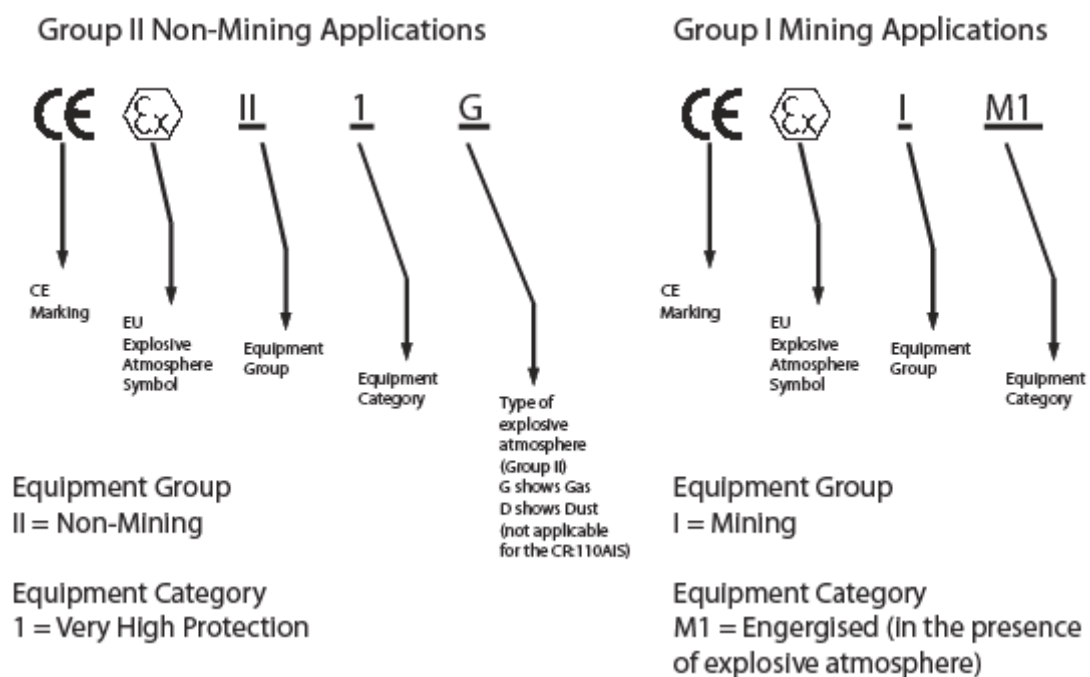 Group II Non-Mining Applications
CE Ex II 1 G
CE
Marking
EU
Explosive
Atmosphere
Symbol
Equipment
Group
Equipment
Category
Type of
explosive
atmosphere
(Group II)
G shows Gas
D shows Dust
(not applicable
for the CR:110AIS)
Equipment Group
II = Non-Mining
Equipment Category
1 = Very High Protection
Group I Mining Applications
CE Ex I M1
CE
Marking
EU
Explosive
Atmosphere
Symbol
Equipment
Group
Equipment
Category
Equipment Group
I = Mining
Equipment Category
M1 = Engergised (in the presence
of explosive atmosphere)